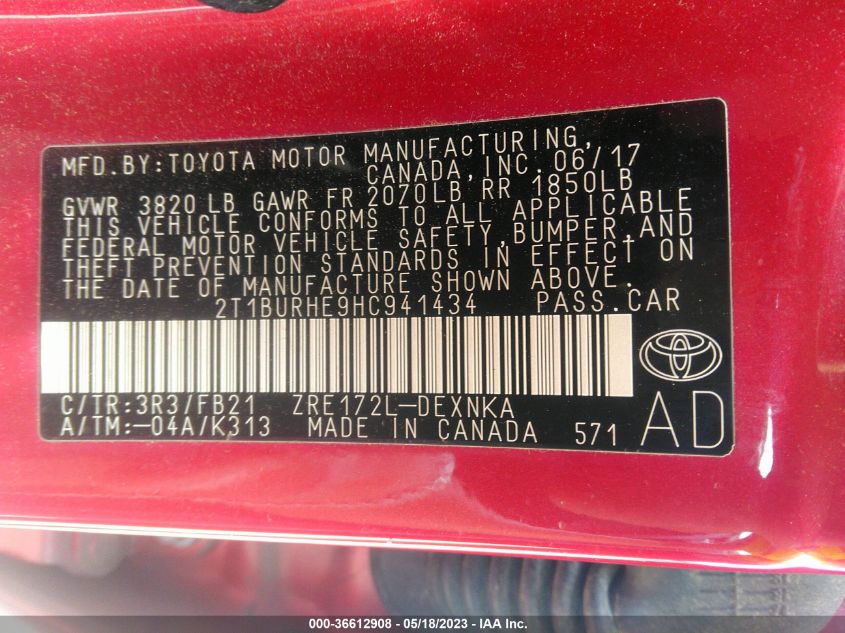 MFD.BY:TOYOTA MOTOR MANUFACTURING,
CANADA,INC. 06/17
GVWR 3820 LB GAWR FR 2070LB RR 1850LB
THIS VEHICLE CONFORMS TO ALL APPLICABLE
FEDERAL MOTOR VEHICLE SAFETY,BUMPER,AND
THEFT PREVENTION STANDARDS IN EFFECT ON
THE DATE OF MANUFACTURE SHOWN ABOVE.
2T1BURHE9HC941434 PASS.CAR
C/TR:3R3/FB21 ZRE172L-DEXNKA
A/TM:-04A/K313 MADE IN CANADA 571
AD
000-36612908 - 05/18/2023 - IAA Inc.